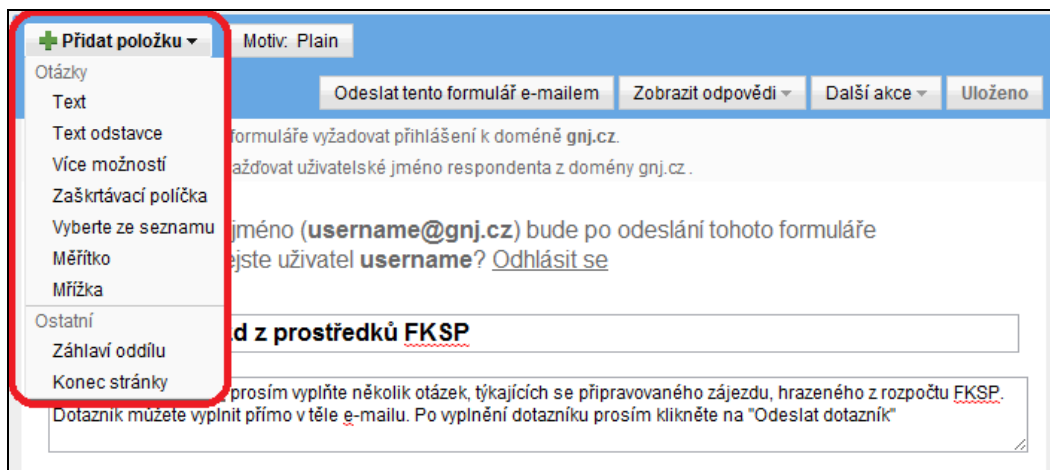 Přidat položku Motiv: Plain
Otázky
Text
Odeslat tento formulář e-mailem Zobrazit odpovědi Další akce Uloženo
Text odstavce
formuláře vyžadovat přihlášení k doméně gnj.cz.
Více možností
uživatelské jméno respondenta z domény gnj.cz .
Zaškrtávací políčka
Vyberte ze seznamu
jméno (username@gnj.cz) bude po odeslání tohoto formuláře
Měřítko
uživatel username? Odhlásit se
Mřížka
Ostatní
z prostředků FKSP
Záhlaví oddílu
Konec stránky
prosím vyplňte několik otázek, týkajících se připravovaného zájezdu, hrazeného z rozpočtu FKSP.
Dotazník můžete vyplnit přímo v těle e-mailu. Po vyplnění dotazníku prosím klikněte na "Odeslat dotazník"